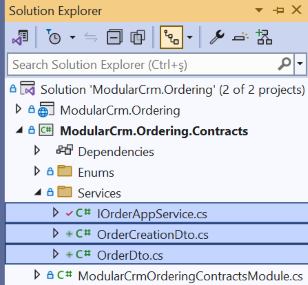 Solution Explorer
Search Solution Explorer (Ctrl+ş)
Solution 'ModularCrm.Ordering' (2 of 2 projects)
ModularCrm.Ordering
ModularCrm.Ordering.Contracts
Dependencies
Enums
Services
C# IOrderAppService.cs
C# OrderCreationDto.cs
C# OrderDto.cs
C# ModularCrmOrderingContractsModule.cs